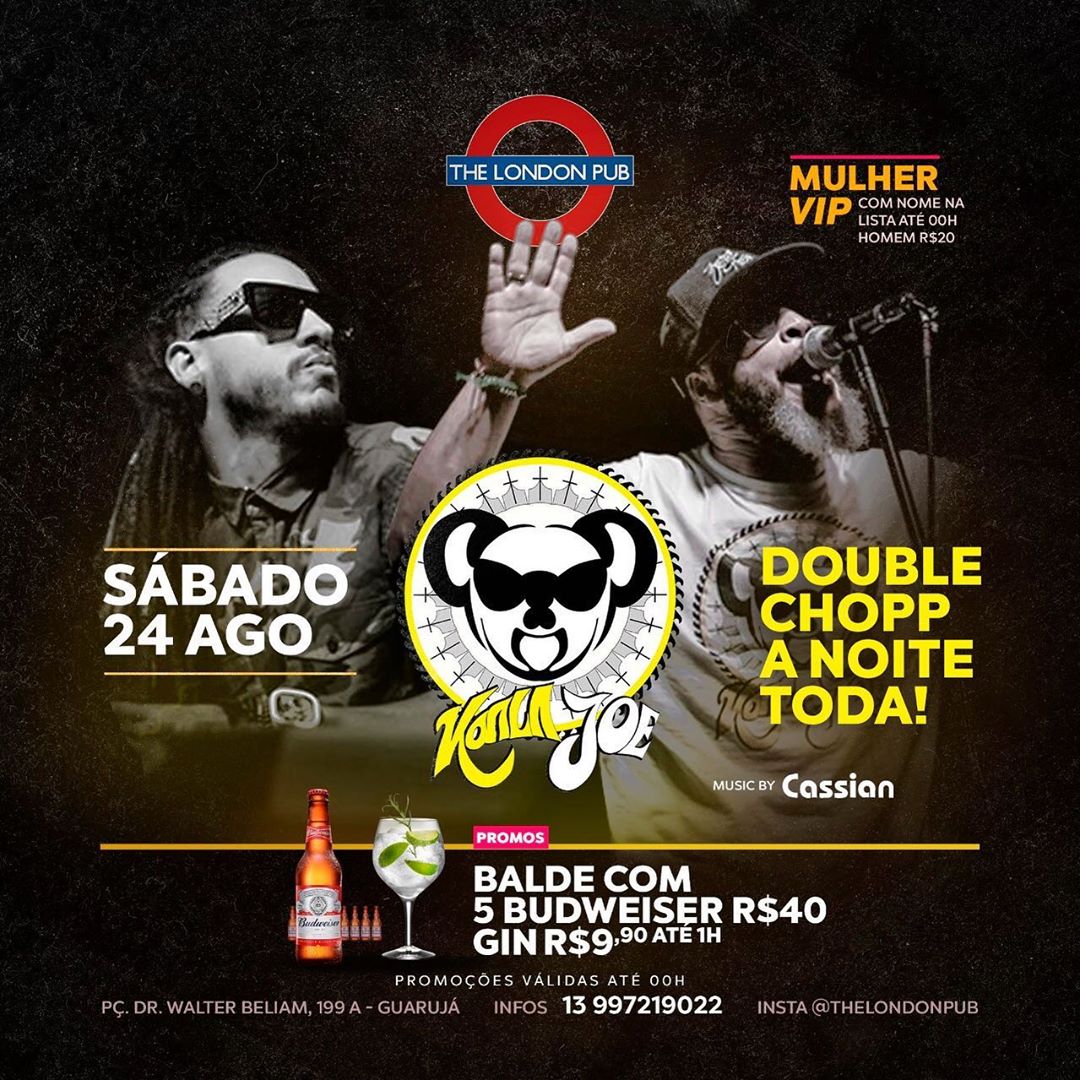 THE LONDON PUB
MULHER
VIP COM NOME NA
LISTA ATÉ 00H
HOMEM R$20
SÁBADO
24 AGO
KOALA JOE
DOUBLE
CHOPP
A NOITE
TODA!
MUSIC BY Cassian
PROMOS
BALDE COM
5 BUDWEISER R$40
GIN R$9,90 ATÉ 1H
Budweiser
PROMOÇÕES VÁLIDAS ATÉ 00H
PÇ. DR. WALTER BELIAM, 199 A - GUARUJÁ INFOS 13 997219022 INSTA @THELONDONPUB